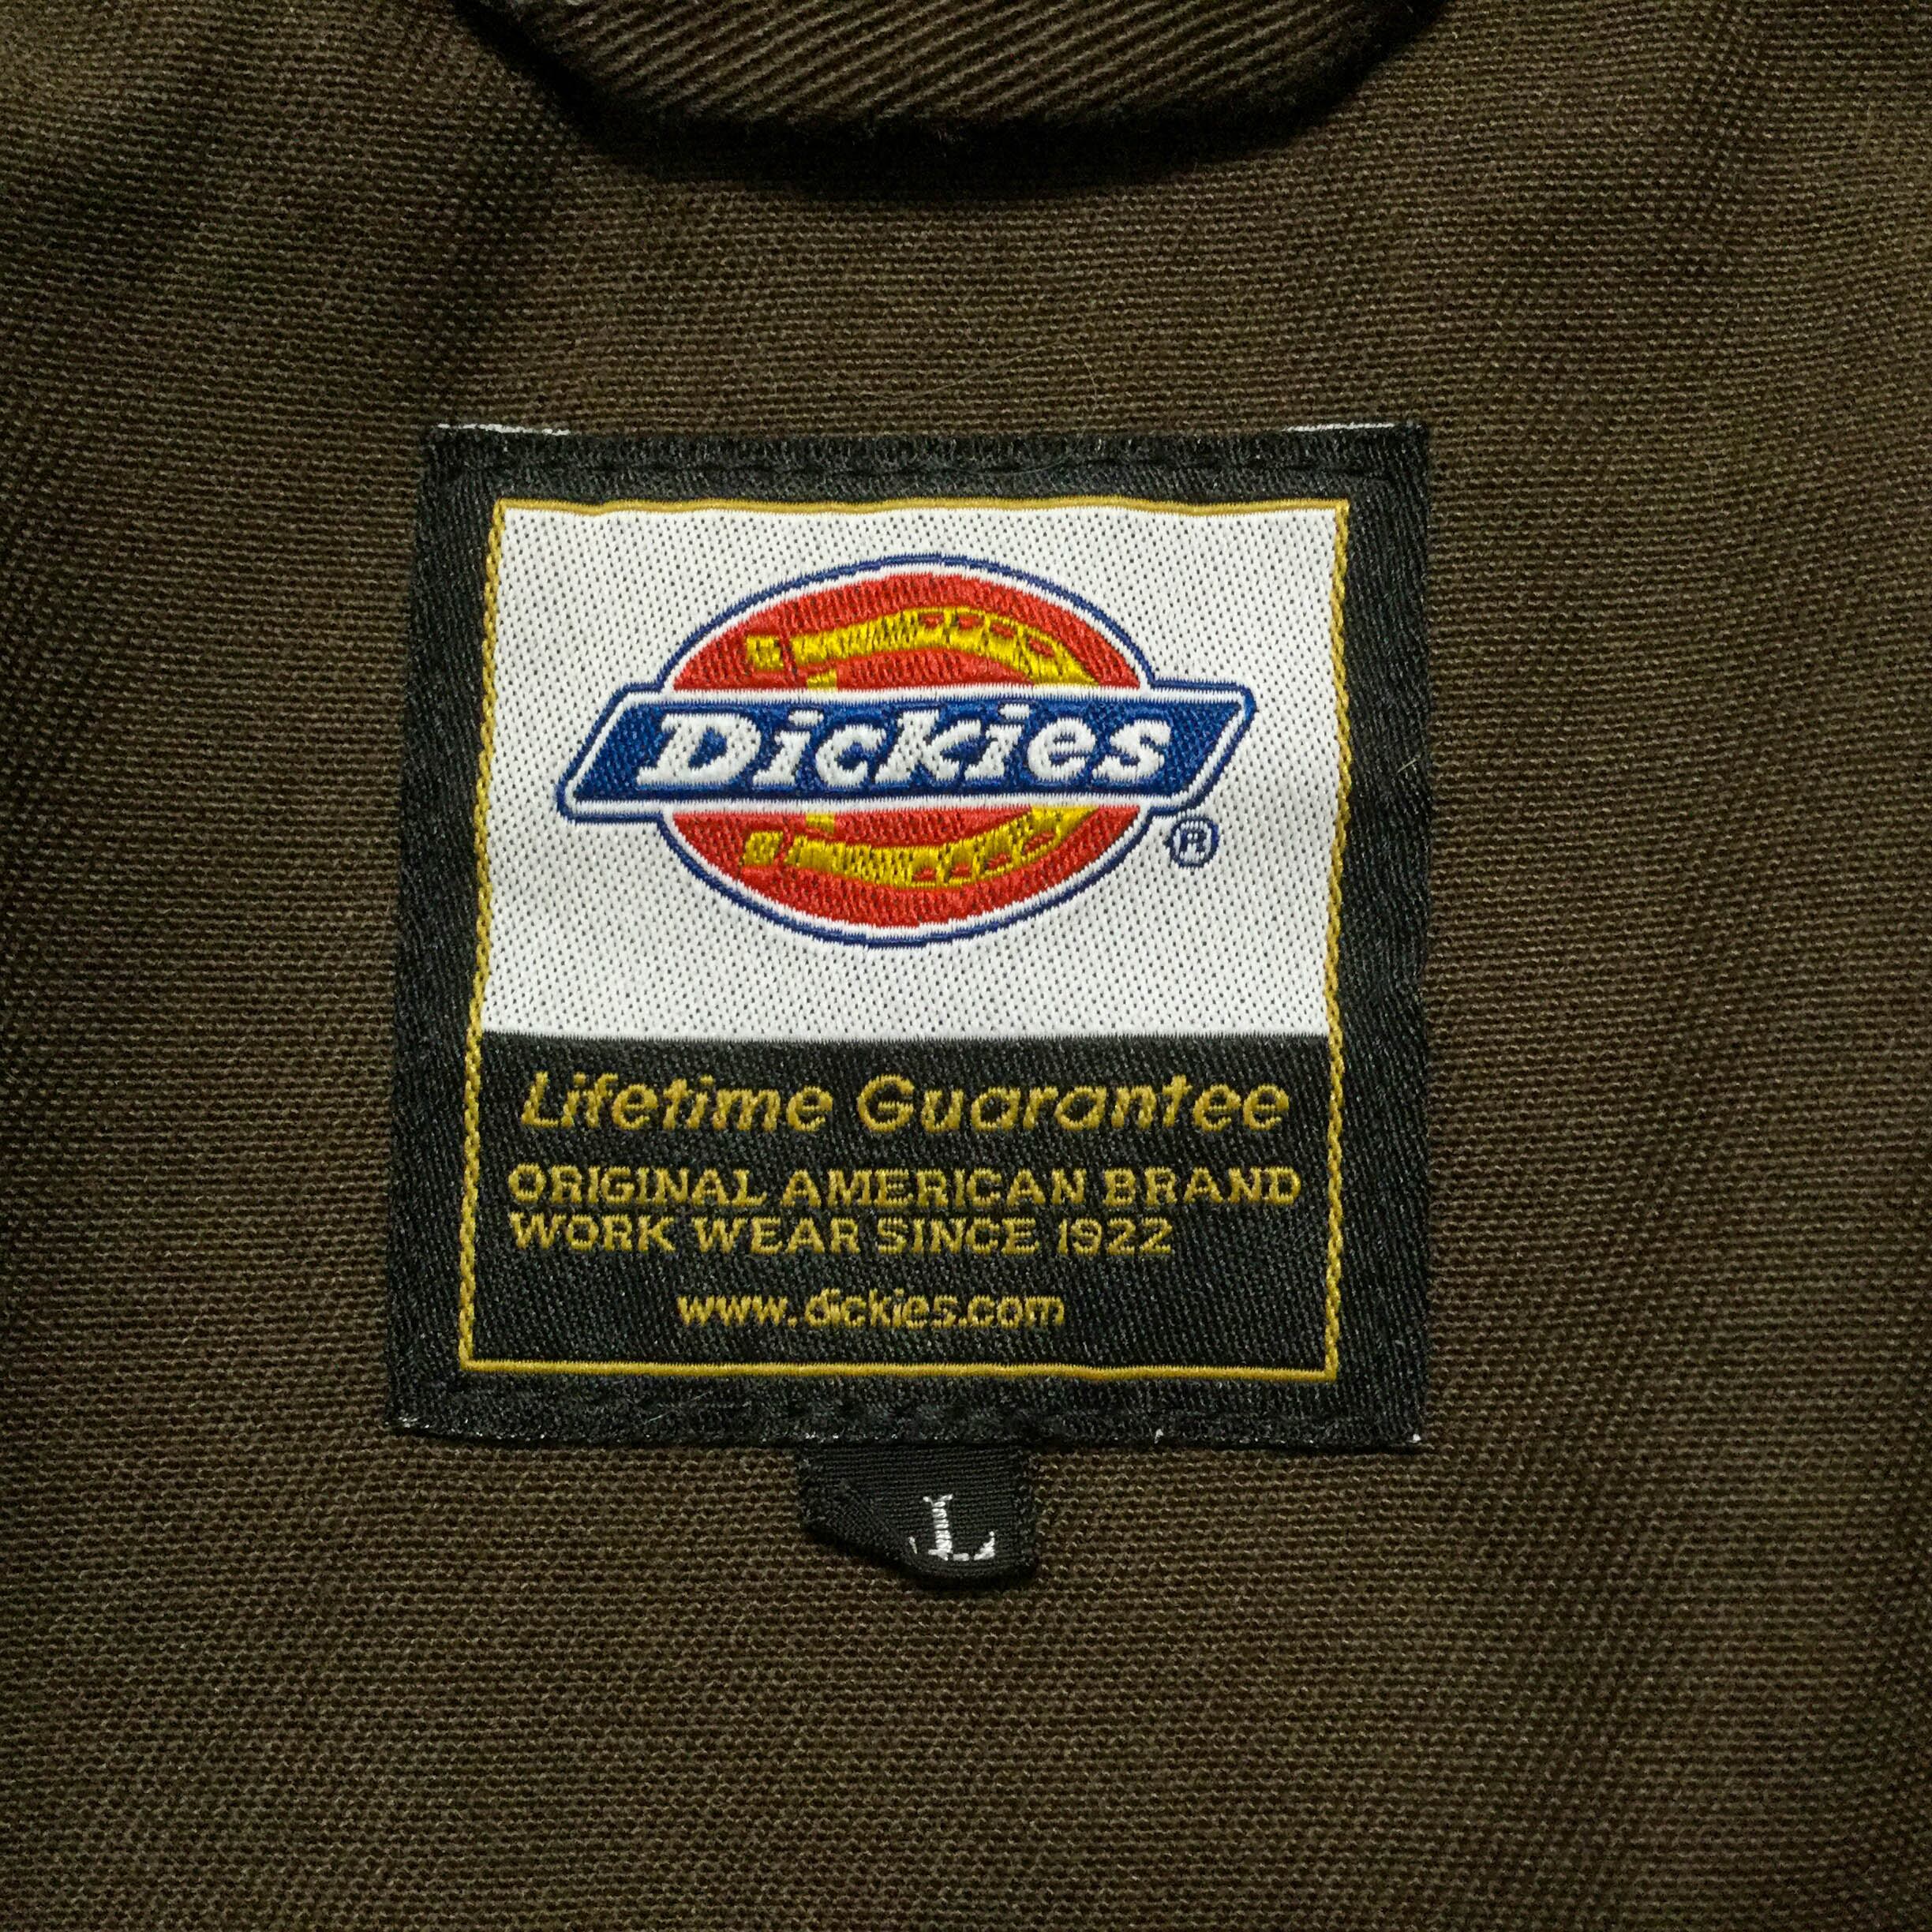 Dickies
®
Lifetime Guarantee
ORIGINAL AMERICAN BRAND
WORK WEAR SINCE 1922
www.dickies.com
L